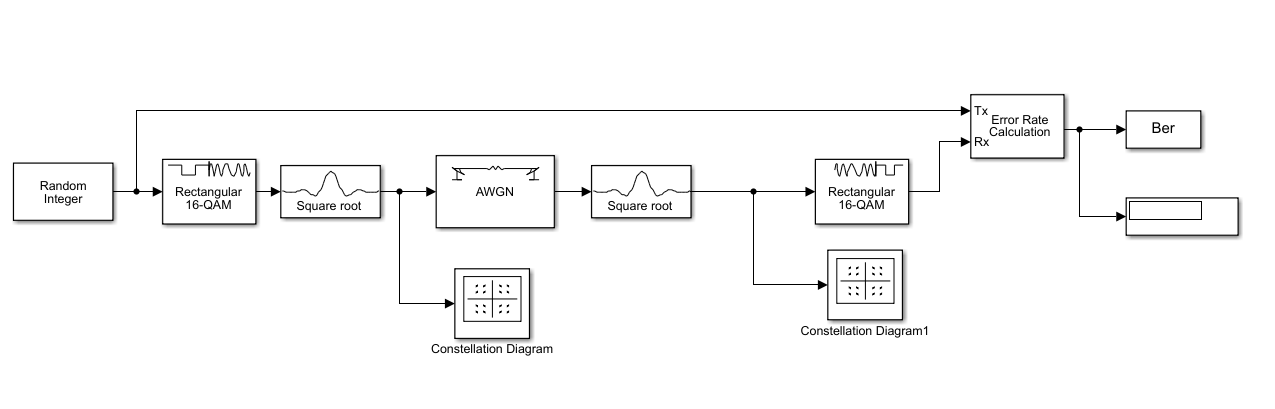 Tx
Error Rate
Calculation
Rx
Ber
Random
Integer
Rectangular
16-QAM
Square root
AWGN
Square root
Rectangular
16-QAM
Constellation Diagram
Constellation Diagram1